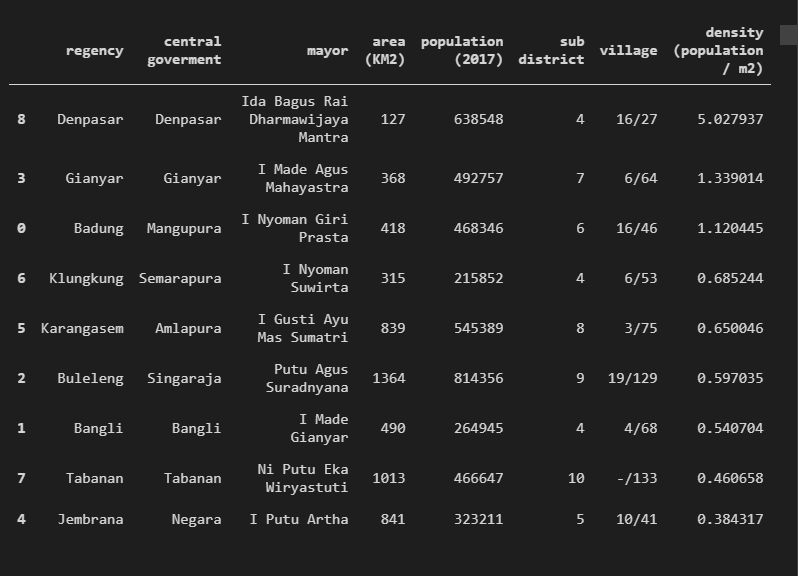 regency central goverment mayor area (KM2) population (2017) sub district village density (population / m2)
8 Denpasar Denpasar Ida Bagus Rai Dharmawijaya Mantra 127 638548 4 16/27 5.027937
3 Gianyar Gianyar I Made Agus Mahayastra 368 492757 7 6/64 1.339014
0 Badung Mangupura I Nyoman Giri Prasta 418 468346 6 16/46 1.120445
6 Klungkung Semarapura I Nyoman Suwirta 315 215852 4 6/53 0.685244
5 Karangasem Amlapura I Gusti Ayu Mas Sumatri 839 545389 8 3/75 0.650046
2 Buleleng Singaraja Putu Agus Suradnyana 1364 814356 9 19/129 0.597035
1 Bangli Bangli I Made Gianyar 490 264945 4 4/68 0.540704
7 Tabanan Tabanan Ni Putu Eka Wiryastuti 1013 466647 10 -/133 0.460658
4 Jembrana Negara I Putu Artha 841 323211 5 10/41 0.384317